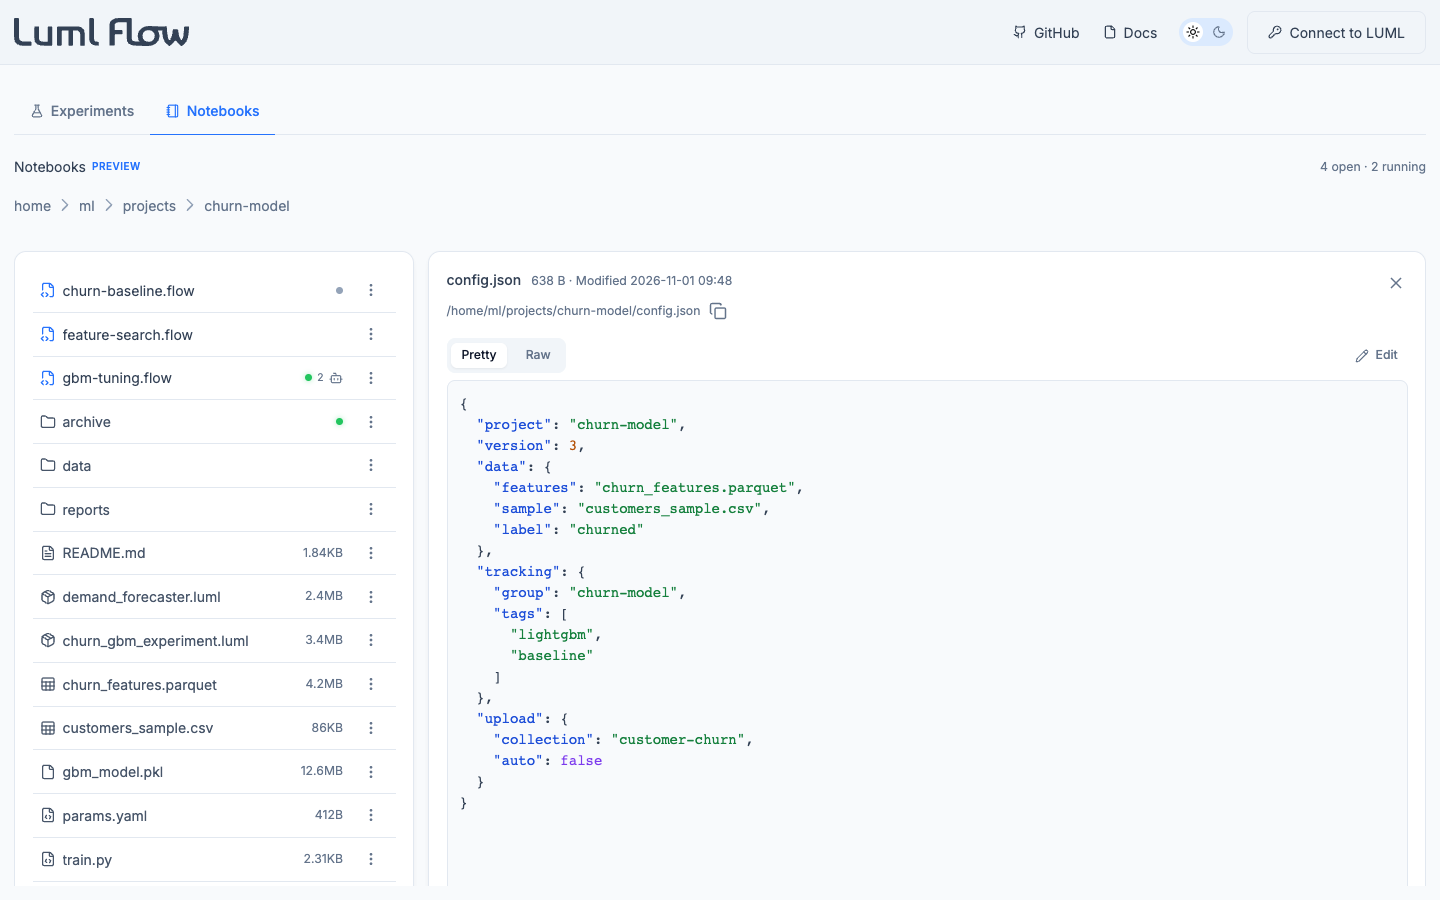 Luml Flow
GitHub
Docs
Connect to LUML
Experiments
Notebooks
Notebooks PREVIEW
4 open · 2 running
home
ml
projects
churn-model
churn-baseline.flow
feature-search.flow
gbm-tuning.flow
2
archive
data
reports
README.md
1.84KB
demand_forecaster.luml
2.4MB
churn_gbm_experiment.luml
3.4MB
churn_features.parquet
4.2MB
customers_sample.csv
86KB
gbm_model.pkl
12.6MB
params.yaml
412B
train.py
2.31KB
config.json 638 B · Modified 2026-11-01 09:48
/home/ml/projects/churn-model/config.json
Pretty
Raw
Edit
{
  "project": "churn-model",
  "version": 3,
  "data": {
    "features": "churn_features.parquet",
    "sample": "customers_sample.csv",
    "label": "churned"
  },
  "tracking": {
    "group": "churn-model",
    "tags": [
      "lightgbm",
      "baseline"
    ]
  },
  "upload": {
    "collection": "customer-churn",
    "auto": false
  }
}